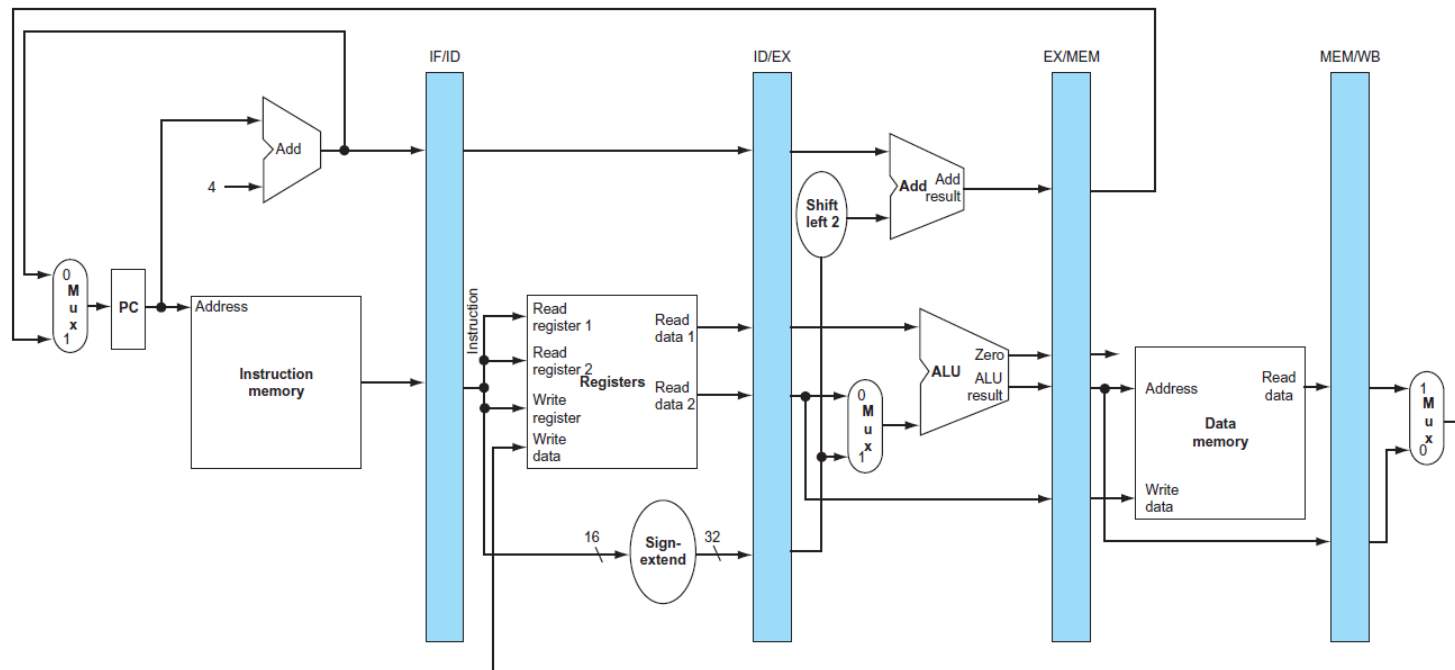 IF/ID
ID/EX
EX/MEM
MEM/WB
Add
4
Add
Add
result
Shift
left 2
0
M
u
x
1
PC
Address
Instruction
memory
Instruction
Read
register 1
Read
register 2
Write
register
Write
data
Registers
Read
data 1
Read
data 2
16
Sign-
extend
32
0
M
u
x
1
ALU
Zero
ALU
result
Address
Write
data
Data
memory
Read
data
1
M
u
x
0